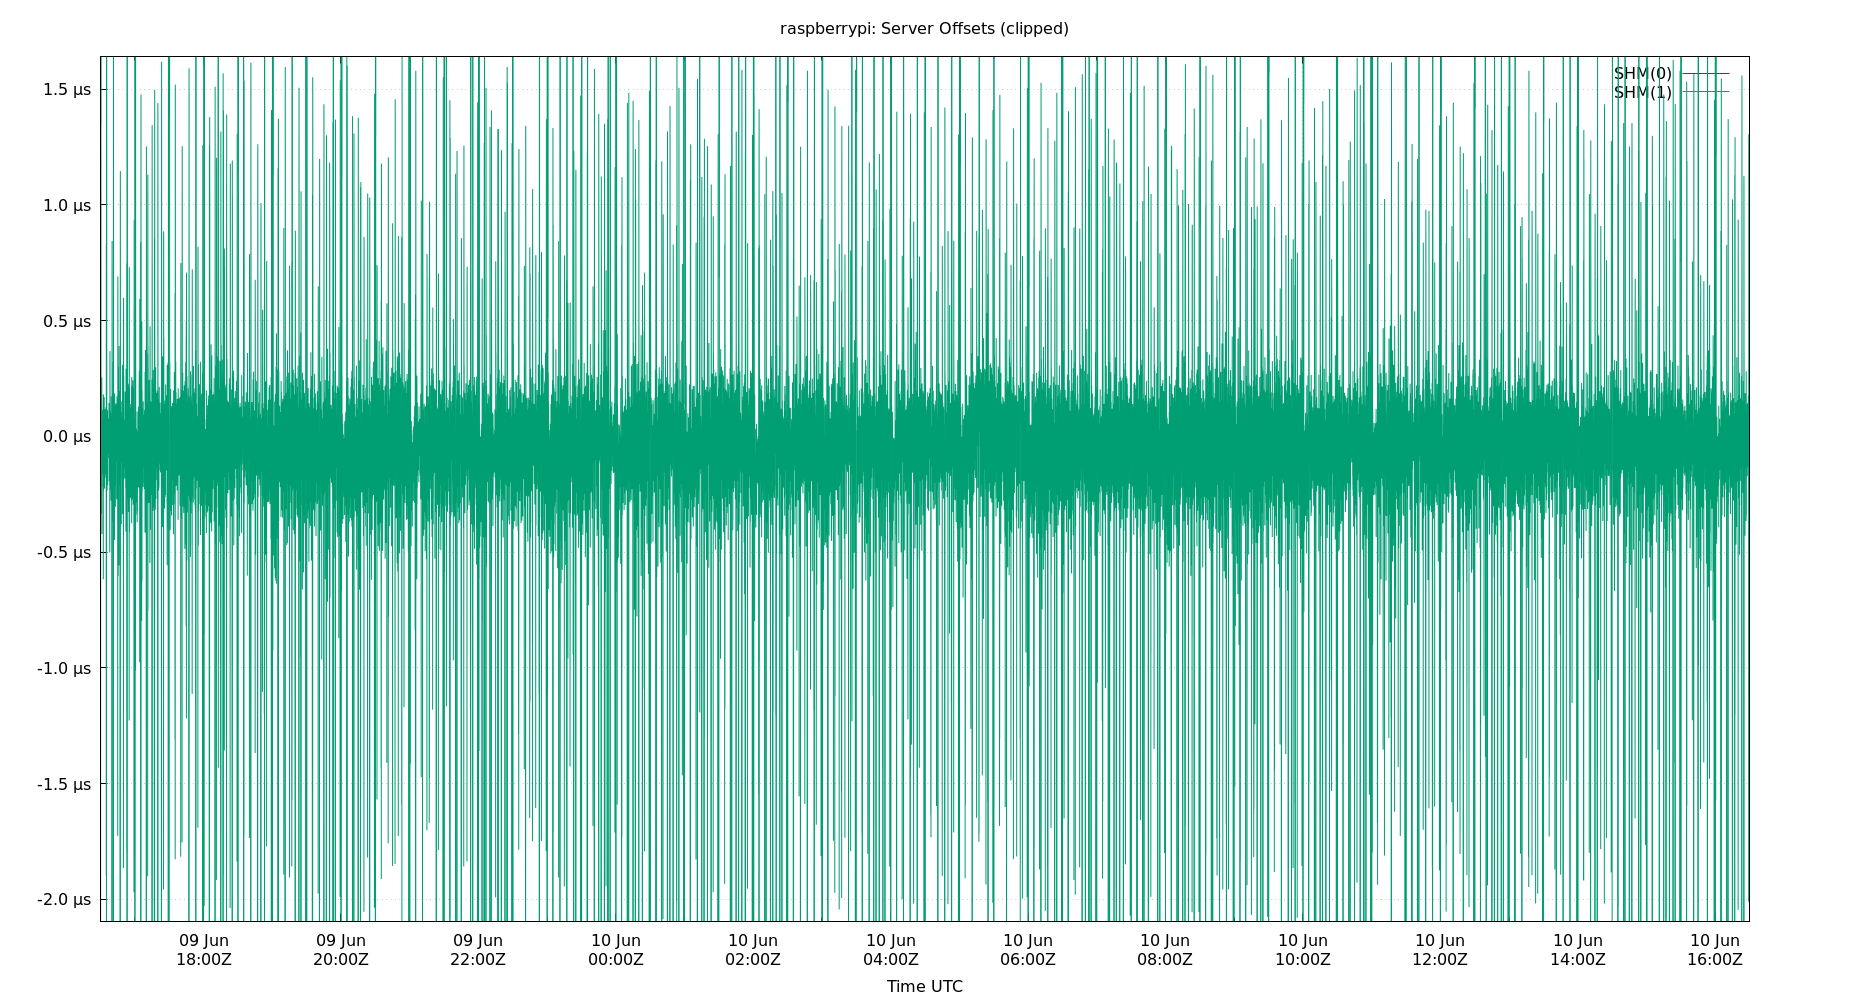 raspberrypi: Server Offsets (clipped)
SHM(0)
SHM(1)
1.5 µs
1.0 µs
0.5 µs
0.0 µs
-0.5 µs
-1.0 µs
-1.5 µs
-2.0 µs
09 Jun 09 Jun 09 Jun 10 Jun 10 Jun 10 Jun 10 Jun 10 Jun 10 Jun 10 Jun 10 Jun 10 Jun
18:00Z 20:00Z 22:00Z 00:00Z 02:00Z 04:00Z 06:00Z 08:00Z 10:00Z 12:00Z 14:00Z 16:00Z
Time UTC